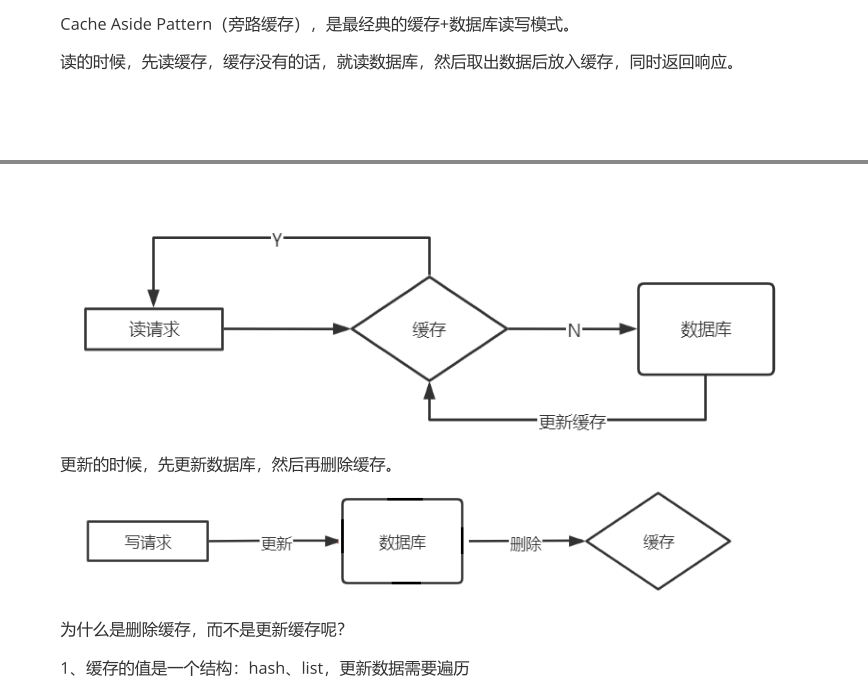 Cache Aside Pattern（旁路缓存），是最经典的缓存+数据库读写模式。
读的时候，先读缓存，缓存没有的话，就读数据库，然后取出数据后放入缓存，同时返回响应。
Y
读请求
缓存
N
数据库
更新缓存
更新的时候，先更新数据库，然后再删除缓存。
写请求
更新
数据库
删除
缓存
为什么是删除缓存，而不是更新缓存呢？
1、缓存的值是一个结构：hash、list，更新数据需要遍历